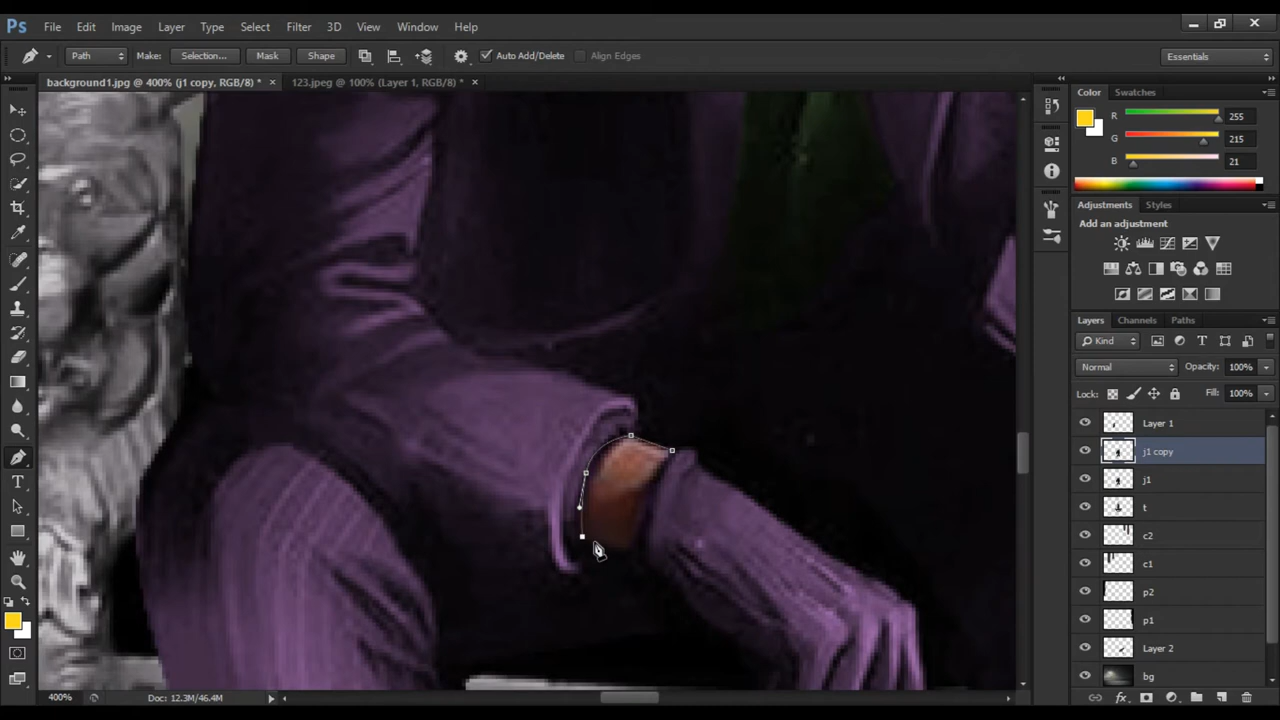 Ps File Edit Image Layer Type Select Filter 3D View Window Help
Path Make: Selection... Mask Shape Auto Add/Delete Align Edges Essentials
background1.jpg @ 400% (j1 copy, RGB/8) * × 123.jpeg @ 100% (Layer 1, RGB/8) * ×
Color Swatches
R 255
G 215
B 21
Adjustments Styles
Add an adjustment
Layers Channels Paths
Kind
Normal Opacity: 100%
Lock: Fill: 100%
Layer 1
j1 copy
j1
t
c2
c1
p2
p1
Layer 2
bg
400% Doc: 12.3M/46.4M